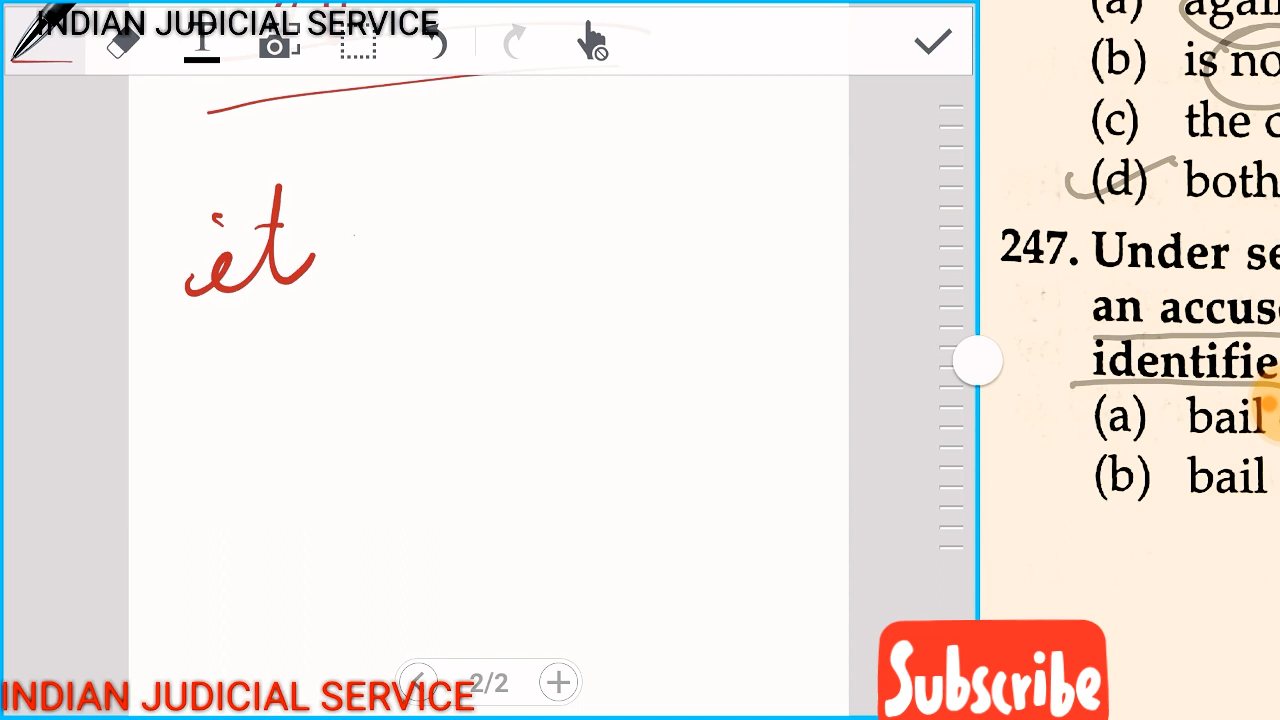 INDIAN JUDICIAL SERVICE
T
it
2/2
INDIAN JUDICIAL SERVICE
(a) again
(b) is no
(c) the c
(d) both
247. Under se
an accus
identifie
(a) bail
(b) bail
Subscribe